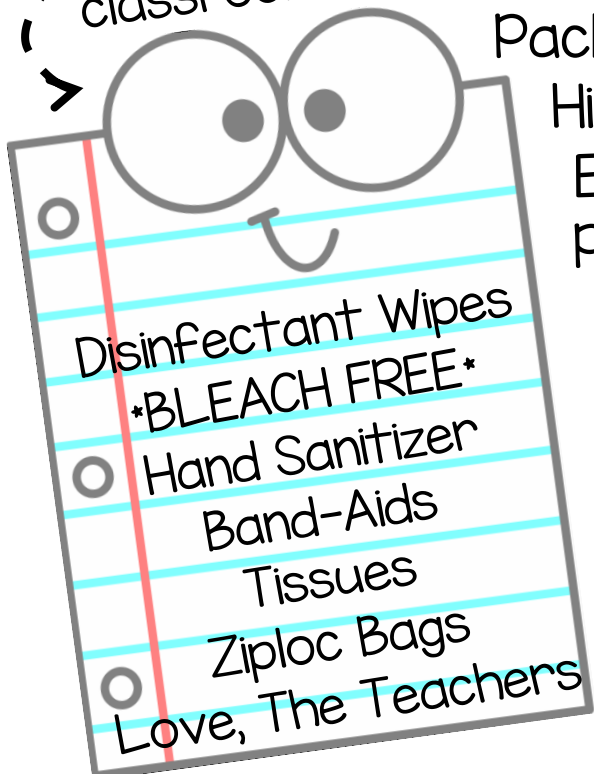 Disinfectant Wipes
*BLEACH FREE*
Hand Sanitizer
Band-Aids
Tissues
Ziploc Bags
Love, The Teachers